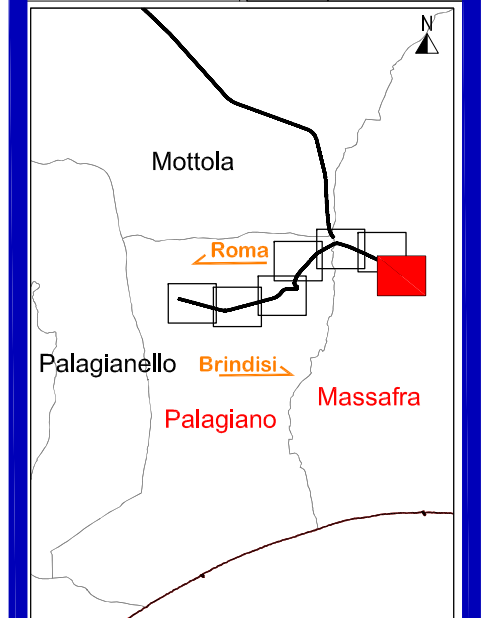 N
Mottola
Roma
Palagianello
Brindisi
Massafra
Palagiano